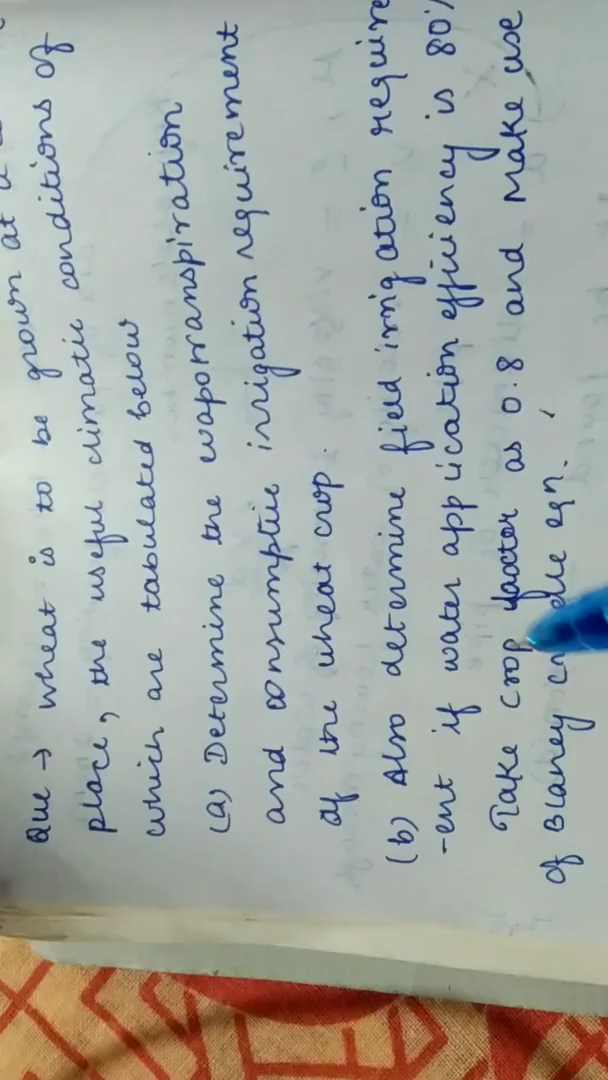 Que → wheat is to be grown at a
place, the useful climatic conditions of
which are tabulated below
(a) Determine the evapotranspiration
and consumptive irrigation requirement
of the wheat crop.
(b) Also determine field irrigation require
-ent if water application efficiency is 80%
Take crop factor as 0.8 and Make use
of Blaney eqn.